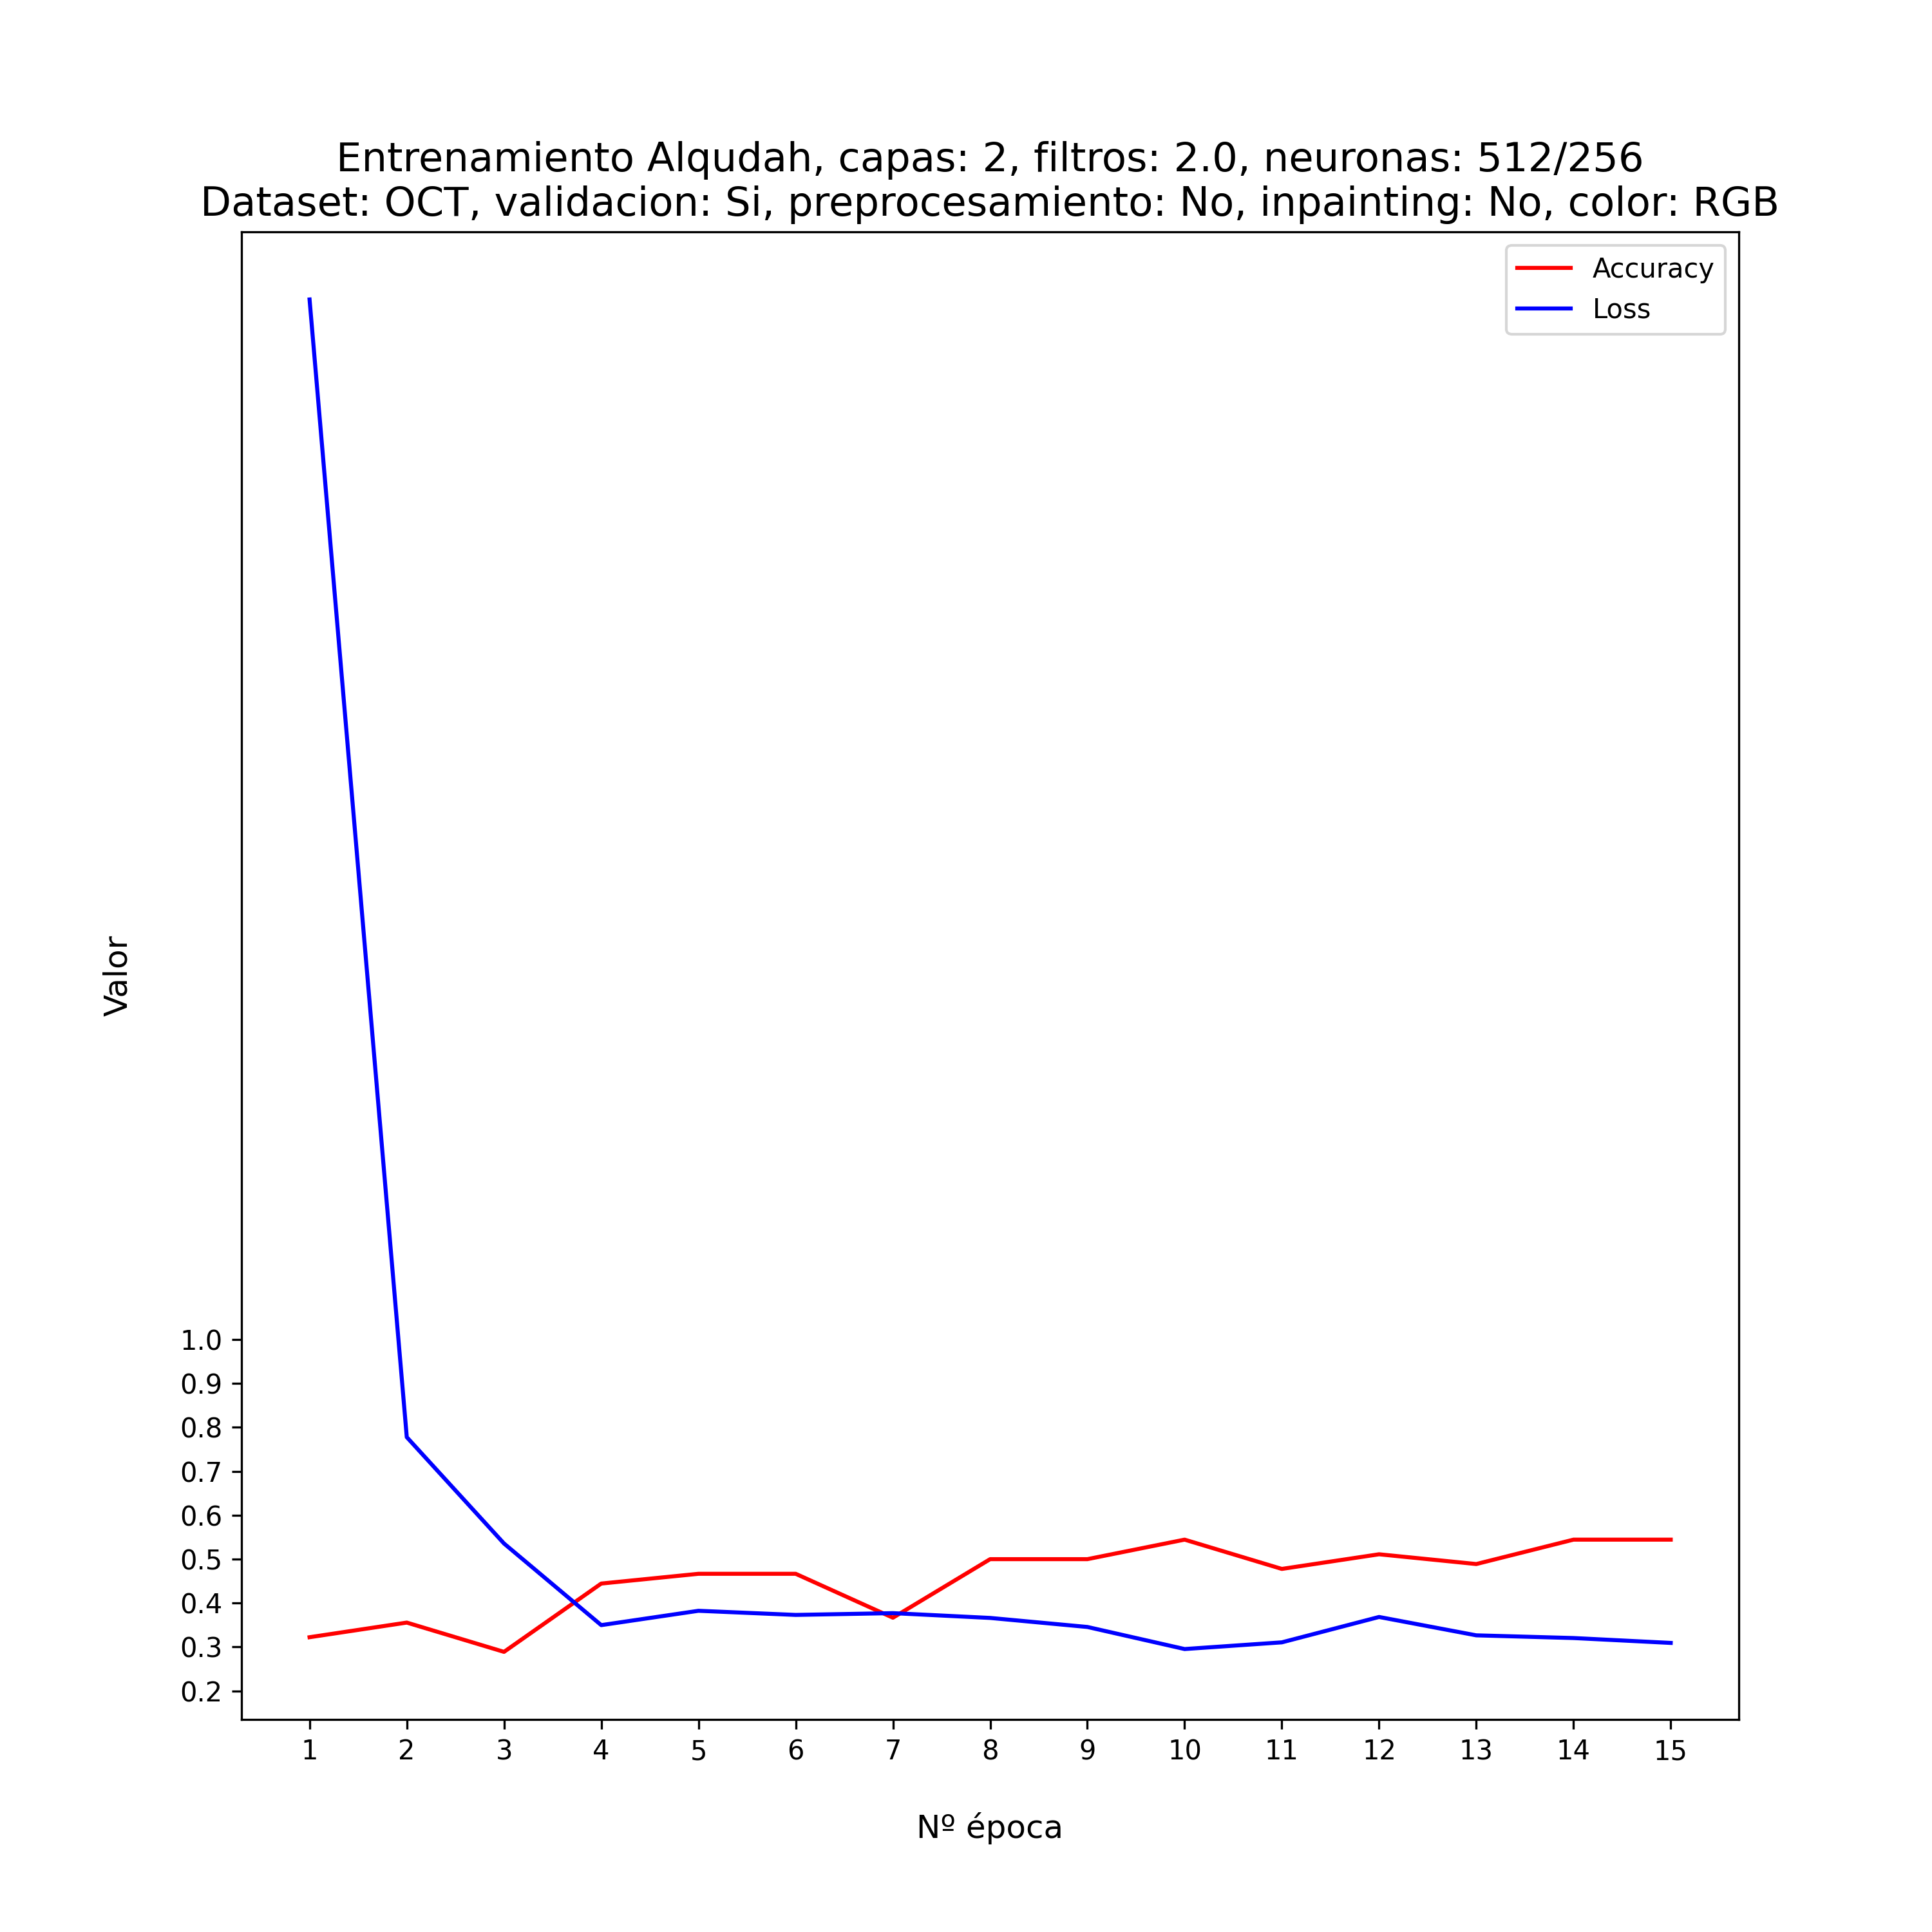 Entrenamiento Alqudah, capas: 2, filtros: 2.0, neuronas: 512/256
Dataset: OCT, validacion: Si, preprocesamiento: No, inpainting: No, color: RGB
Accuracy
Loss
Valor
1.0
0.9
0.8
0.7
0.6
0.5
0.4
0.3
0.2
1 2 3 4 5 6 7 8 9 10 11 12 13 14 15
Nº época